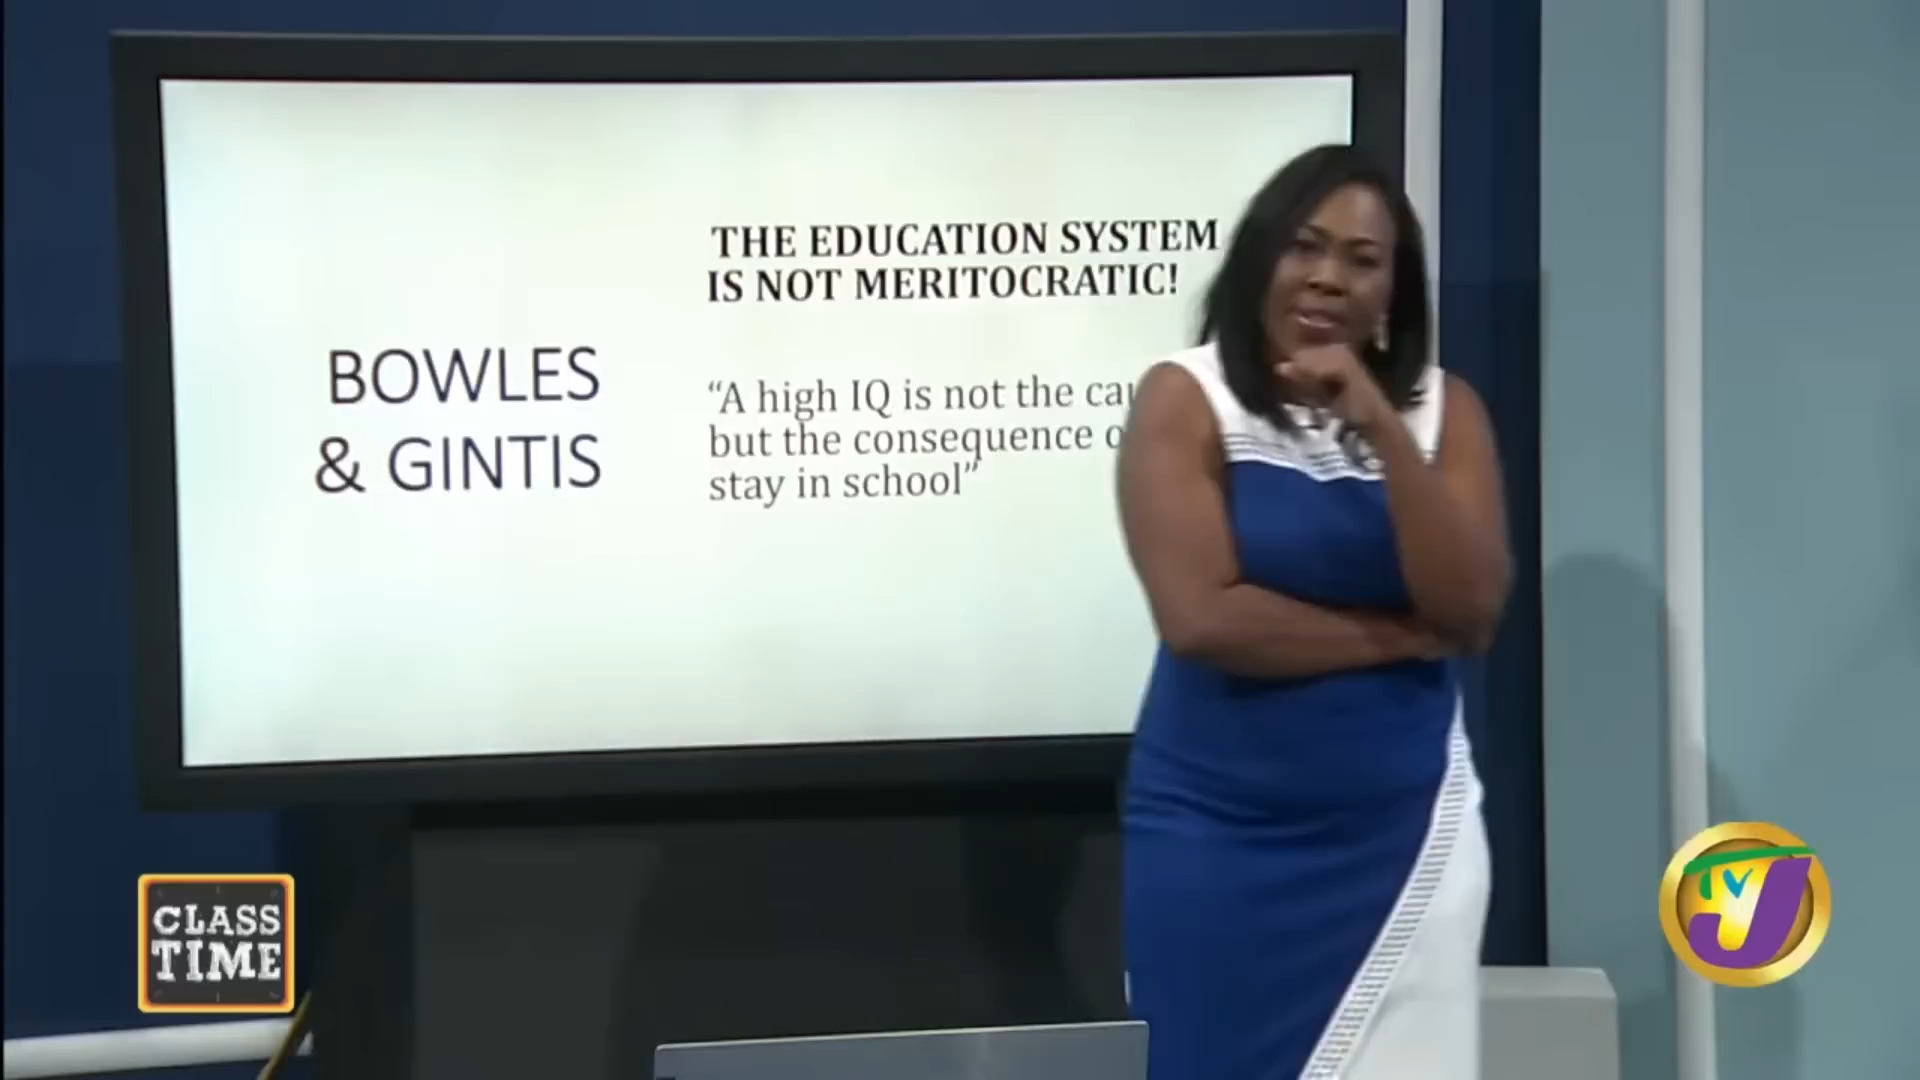 BOWLES
& GINTIS
THE EDUCATION SYSTEM
IS NOT MERITOCRATIC!
“A high IQ is not the
but the consequence
stay in school”
CLASS
TIME
TVJ